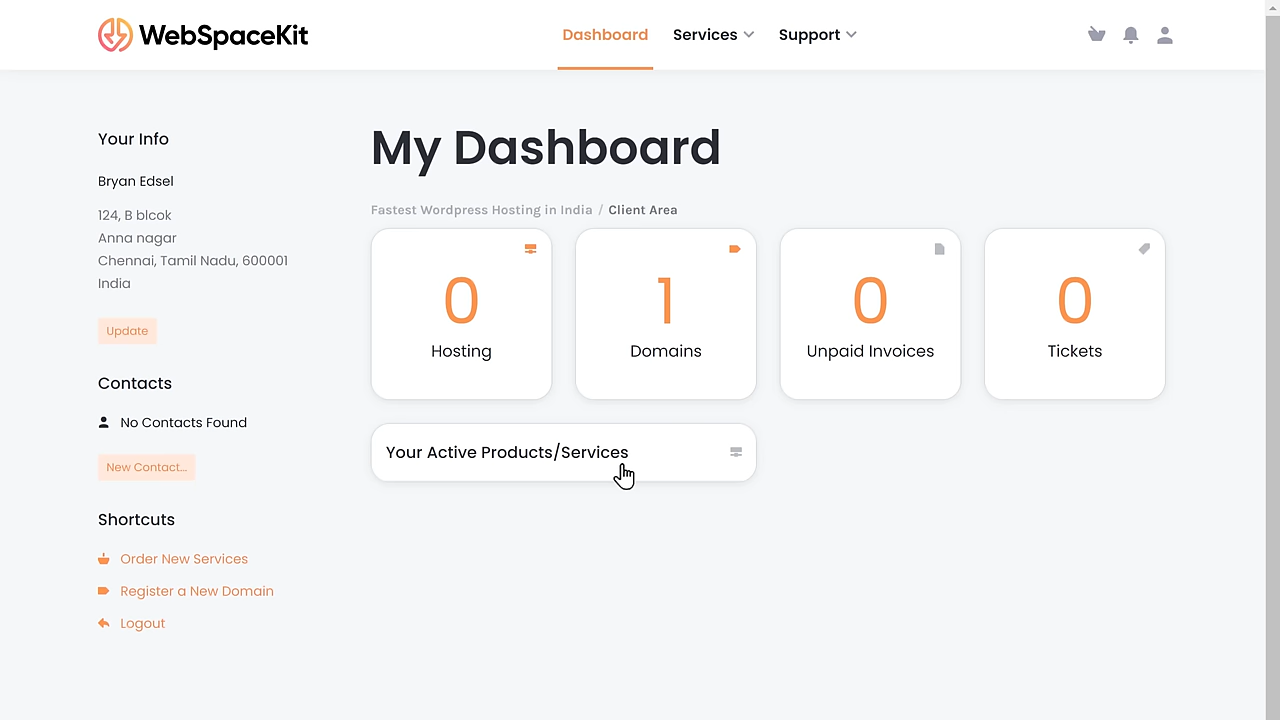 WebSpaceKit
Dashboard
Services
Support
Your Info
Bryan Edsel
124, B blcok
Anna nagar
Chennai, Tamil Nadu, 600001
India
Update
Contacts
No Contacts Found
New Contact...
Shortcuts
Order New Services
Register a New Domain
Logout
My Dashboard
Fastest Wordpress Hosting in India / Client Area
0
Hosting
1
Domains
0
Unpaid Invoices
0
Tickets
Your Active Products/Services